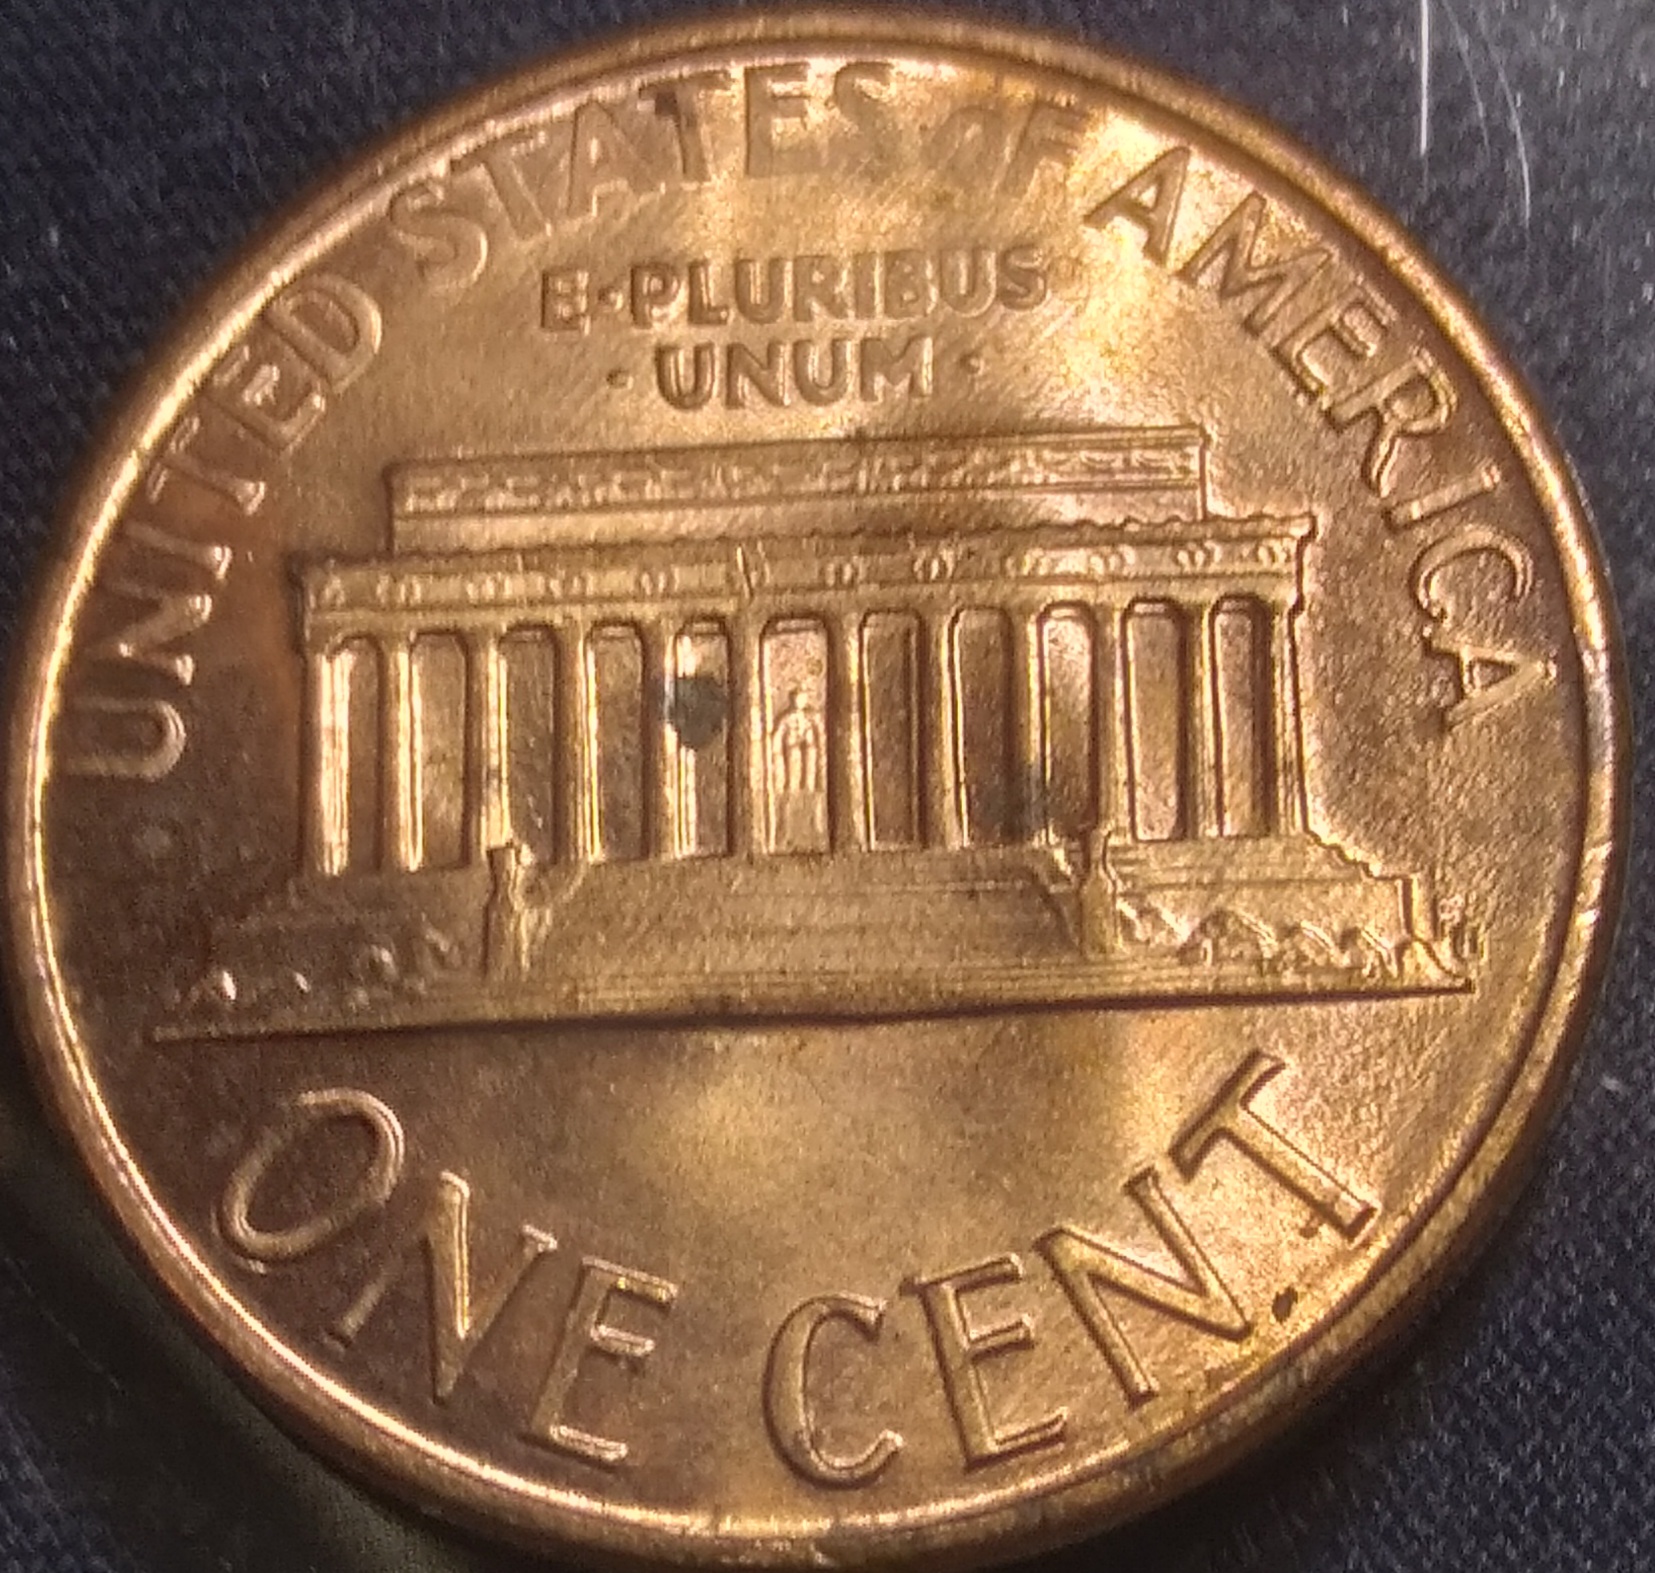 UNITED STATES OF AMERICA
E·PLURIBUS
·UNUM·
ONE CENT